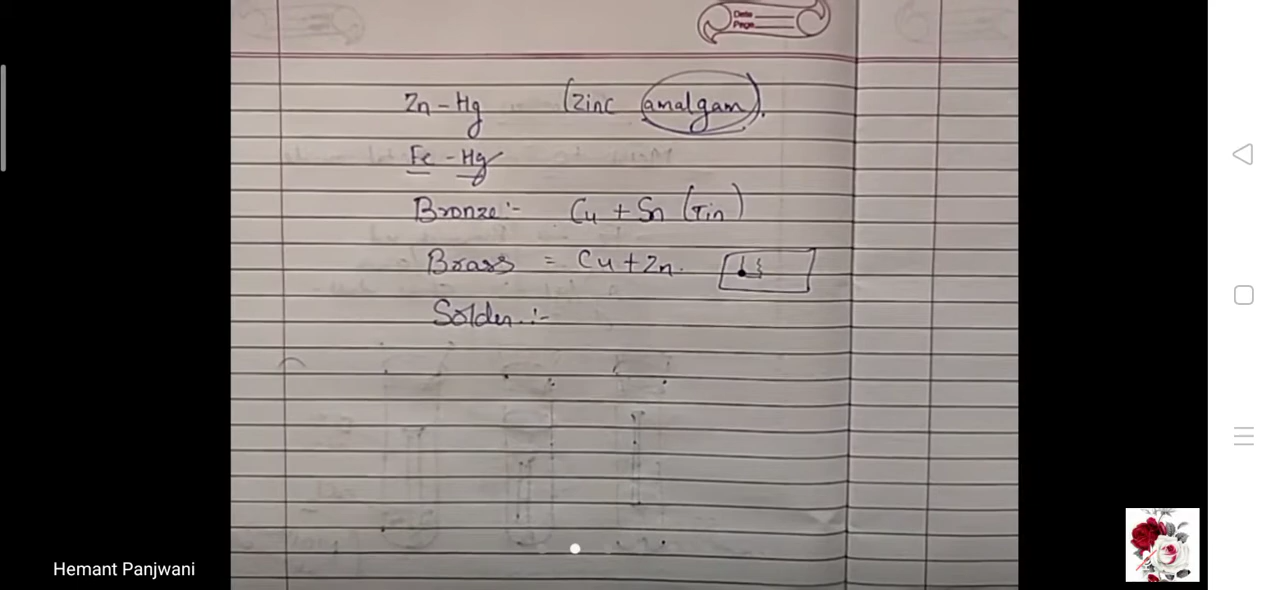 Date
Page
Zn - Hg (Zinc amalgam).
Fe - Hg
Bronze :- Cu + Sn (Tin)
Brass = Cu + Zn.
Solder :-
Hemant Panjwani